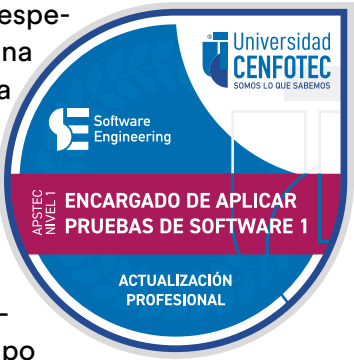 espe-
na
a
Universidad
CENFOTEC
SOMOS LO QUE SABEMOS
SE Software
Engineering
APSTEC
NIVEL 1
ENCARGADO DE APLICAR
PRUEBAS DE SOFTWARE 1
ACTUALIZACIÓN
PROFESIONAL
-
po